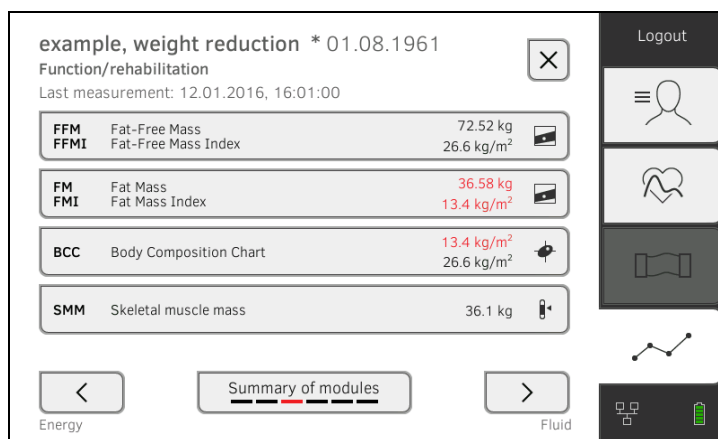 example, weight reduction * 01.08.1961
Logout
Function/rehabilitation
Last measurement: 12.01.2016, 16:01:00
FFM Fat-Free Mass 72.52 kg
FFMI Fat-Free Mass Index 26.6 kg/m²
FM Fat Mass 36.58 kg
FMI Fat Mass Index 13.4 kg/m²
13.4 kg/m²
BCC Body Composition Chart
26.6 kg/m²
SMM Skeletal muscle mass 36.1 kg
Summary of modules
Energy Fluid